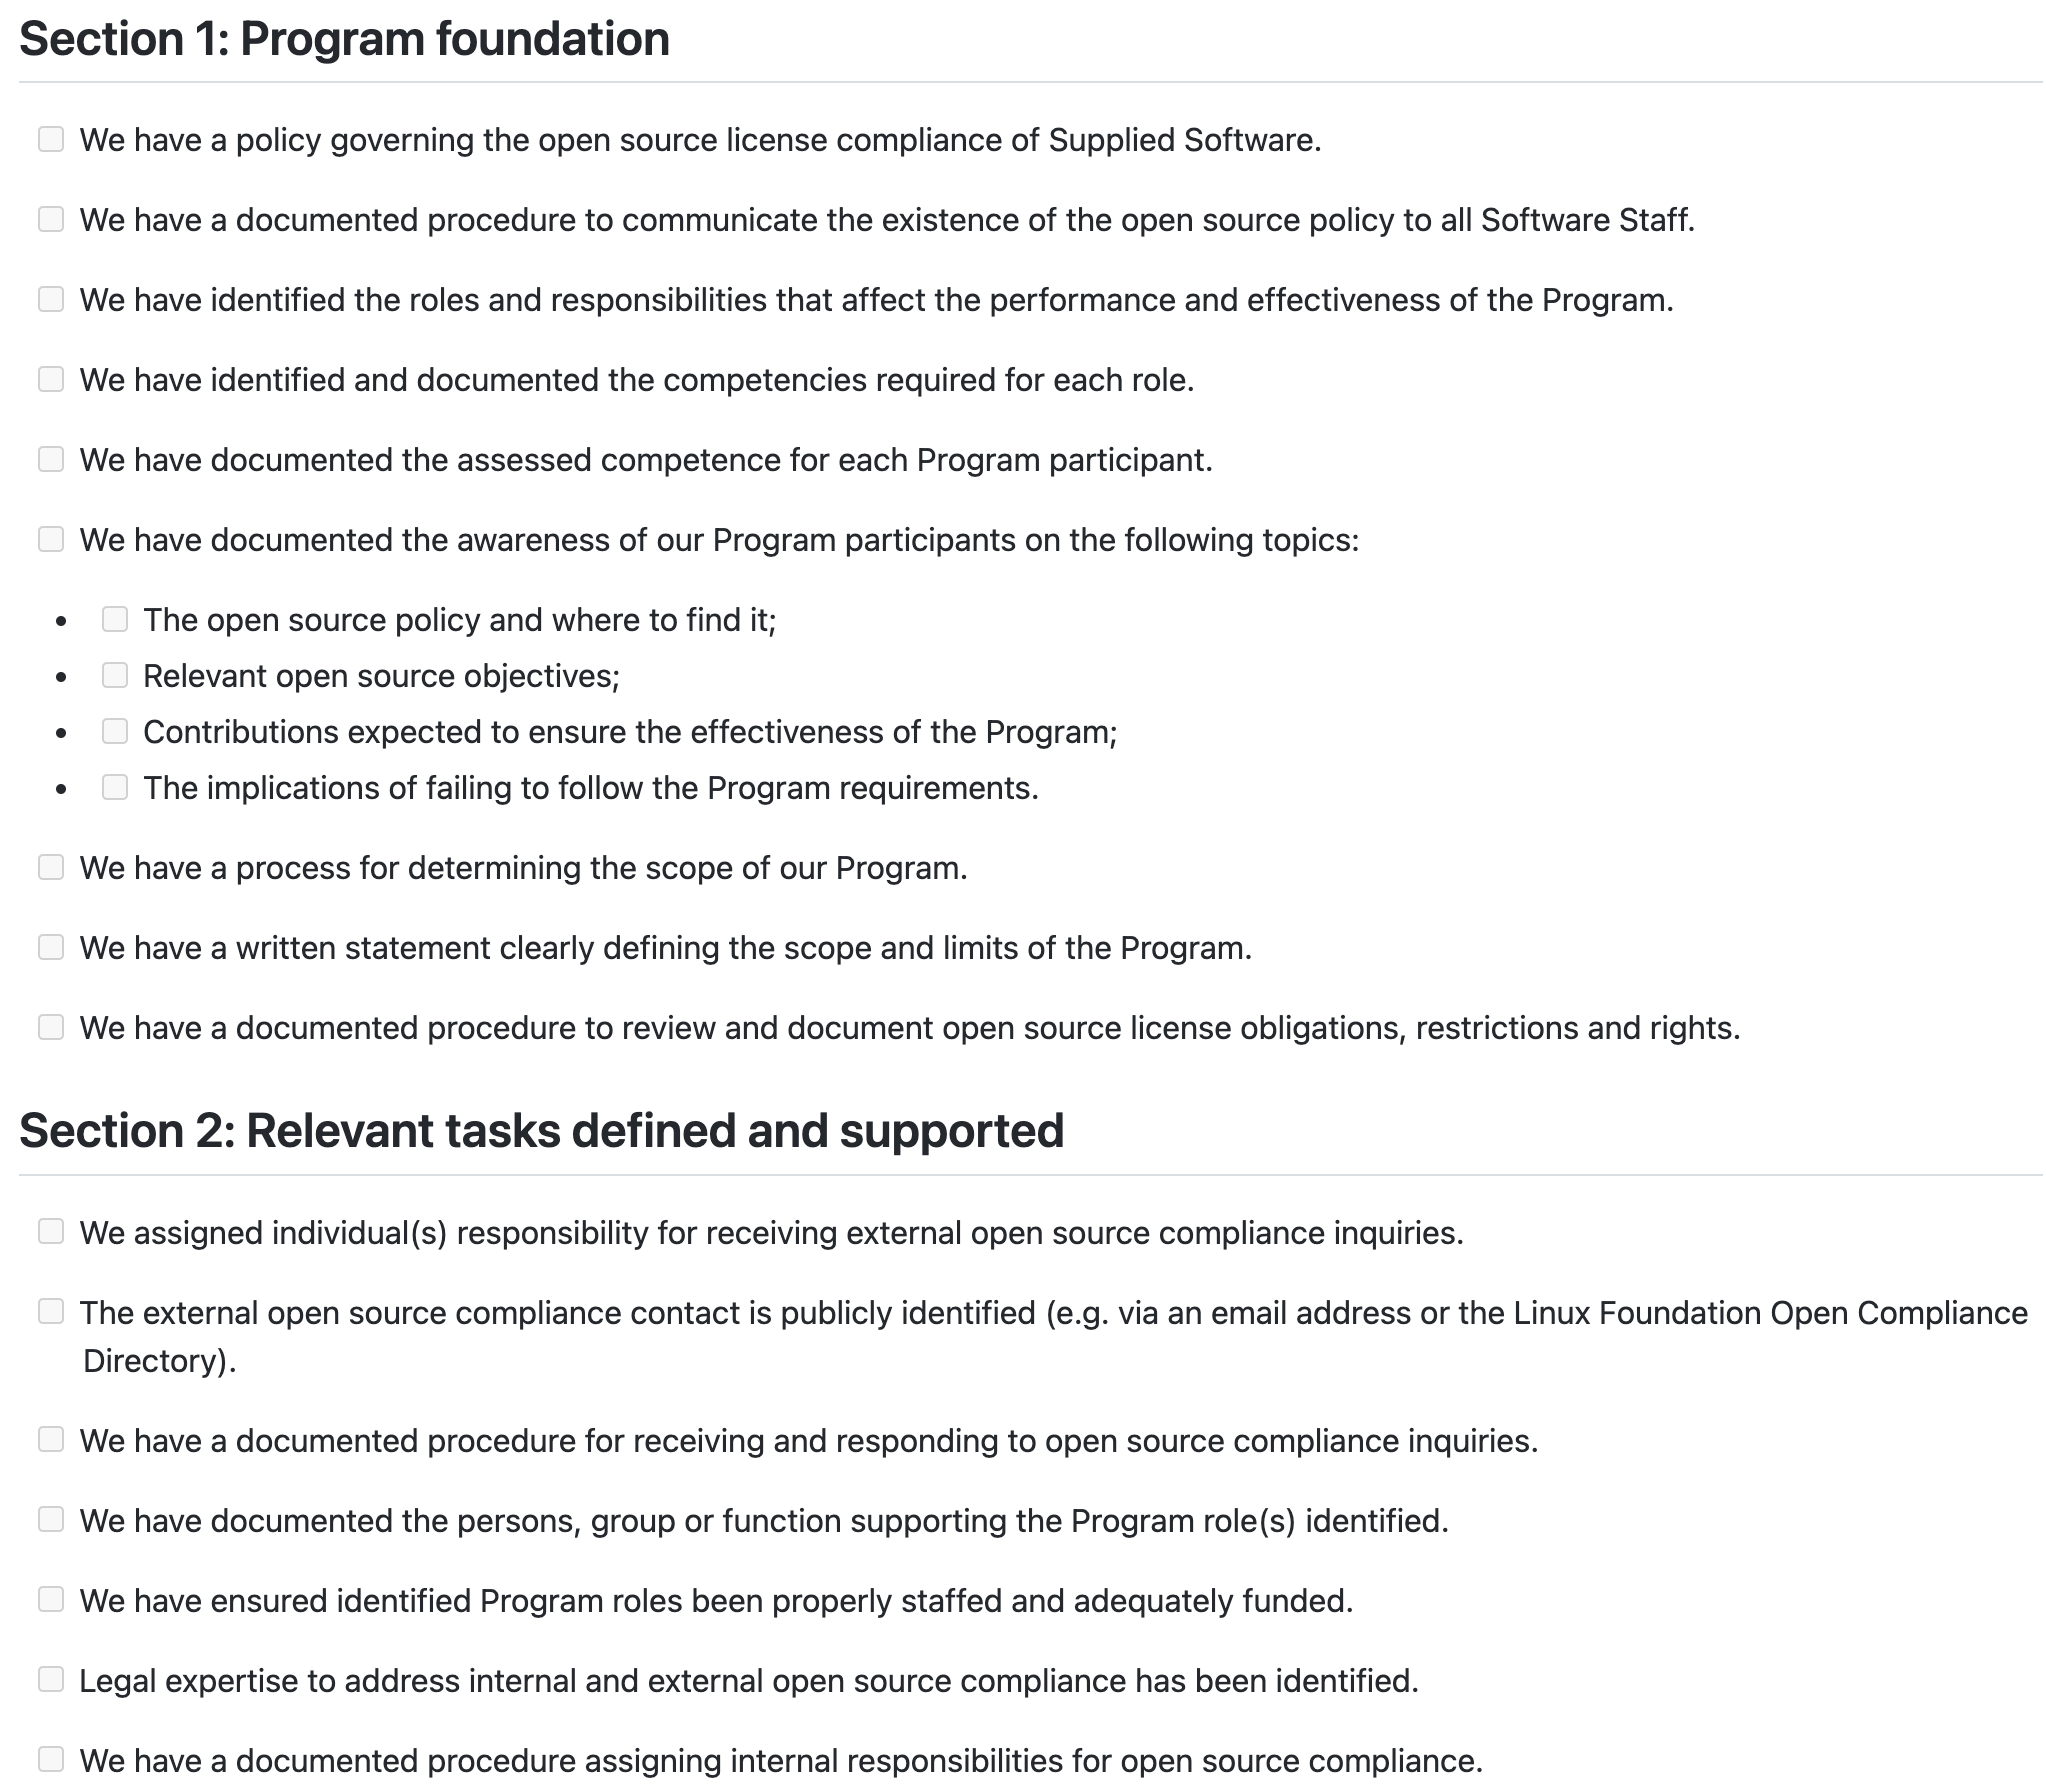 Section 1: Program foundation
We have a policy governing the open source license compliance of Supplied Software.
We have a documented procedure to communicate the existence of the open source policy to all Software Staff.
We have identified the roles and responsibilities that affect the performance and effectiveness of the Program.
We have identified and documented the competencies required for each role.
We have documented the assessed competence for each Program participant.
We have documented the awareness of our Program participants on the following topics:
The open source policy and where to find it;
Relevant open source objectives;
Contributions expected to ensure the effectiveness of the Program;
The implications of failing to follow the Program requirements.
We have a process for determining the scope of our Program.
We have a written statement clearly defining the scope and limits of the Program.
We have a documented procedure to review and document open source license obligations, restrictions and rights.
Section 2: Relevant tasks defined and supported
We assigned individual(s) responsibility for receiving external open source compliance inquiries.
The external open source compliance contact is publicly identified (e.g. via an email address or the Linux Foundation Open Compliance
Directory).
We have a documented procedure for receiving and responding to open source compliance inquiries.
We have documented the persons, group or function supporting the Program role(s) identified.
We have ensured identified Program roles been properly staffed and adequately funded.
Legal expertise to address internal and external open source compliance has been identified.
We have a documented procedure assigning internal responsibilities for open source compliance.